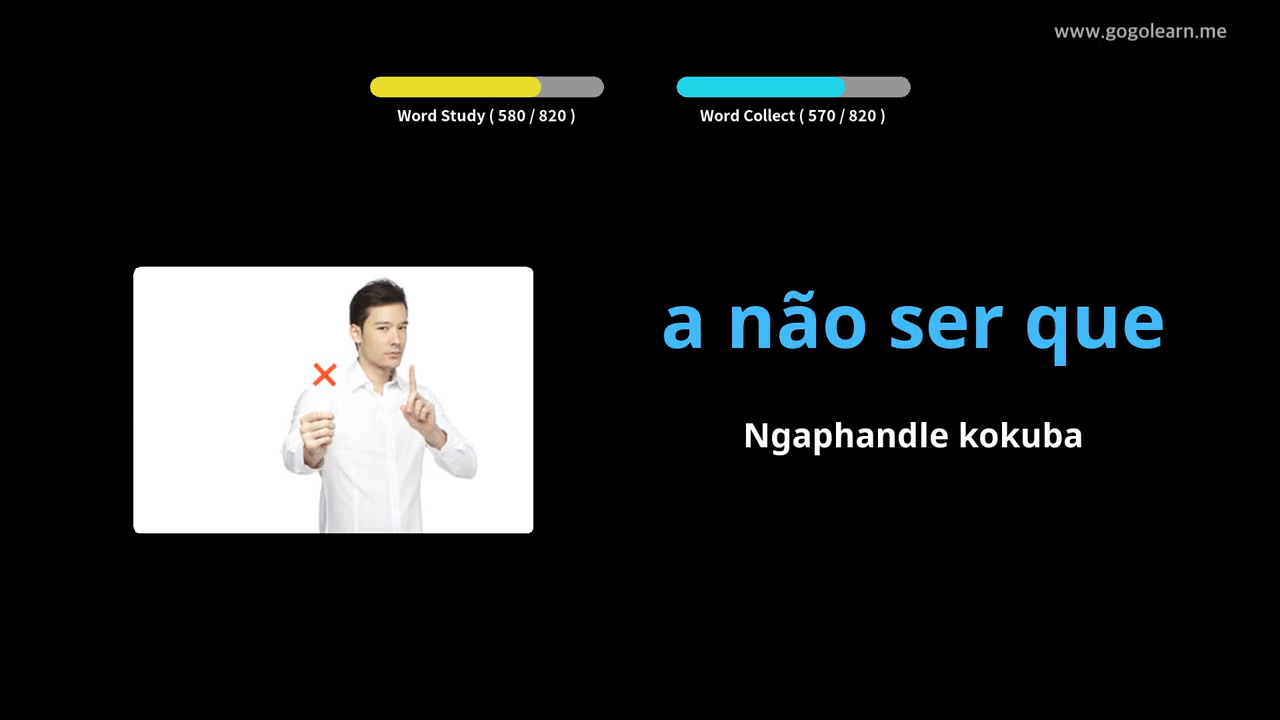 www.gogolearn.me
Word Study ( 580 / 820 )
Word Collect ( 570 / 820 )
a não ser que
Ngaphandle kokuba